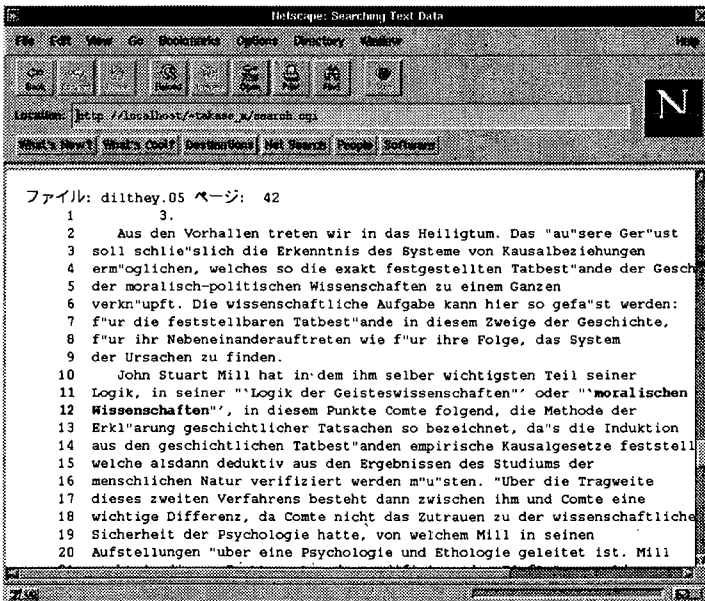 Netscape: Searching Text Data
File Edit View Go Bookmarks Options Directory Window Help
Back Reload Open Print Find
Location: http://localhost/~takase_m/search.cgi
What's New? What's Cool? Destinations Net Search People Software
N
ファイル: dilthey.05 ページ: 42
1 3.
2 Aus den Vorhallen treten wir in das Heiligtum. Das "au"sere Ger"ust
3 soll schlie"slich die Erkenntnis des Systeme von Kausalbeziehungen
4 erm"oglichen, welches so die exakt festgestellten Tatbest"ande der Gesch
5 der moralisch-politischen Wissenschaften zu einem Ganzen
6 verkn"upft. Die wissenschaftliche Aufgabe kann hier so gefa"st werden:
7 f"ur die feststellbaren Tatbest"ande in diesem Zweige der Geschichte,
8 f"ur ihr Nebeneinanderauftreten wie f"ur ihre Folge, das System
9 der Ursachen zu finden.
10 John Stuart Mill hat in dem ihm selber wichtigsten Teil seiner
11 Logik, in seiner "`Logik der Geisteswissenschaften"' oder "`moralischen
12 Wissenschaften"', in diesem Punkte Comte folgend, die Methode der
13 Erkl"arung geschichtlicher Tatsachen so bezeichnet, da"s die Induktion
14 aus den geschichtlichen Tatbest"anden empirische Kausalgesetze feststell
15 welche alsdann deduktiv aus den Ergebnissen des Studiums der
16 menschlichen Natur verifiziert werden m"u"sten. "Uber die Tragweite
17 dieses zweiten Verfahrens besteht dann zwischen ihm und Comte eine
18 wichtige Differenz, da Comte nicht das Zutrauen zu der wissenschaftliche
19 Sicherheit der Psychologie hatte, von welchem Mill in seinen
20 Aufstellungen "uber eine Psychologie und Ethologie geleitet ist. Mill